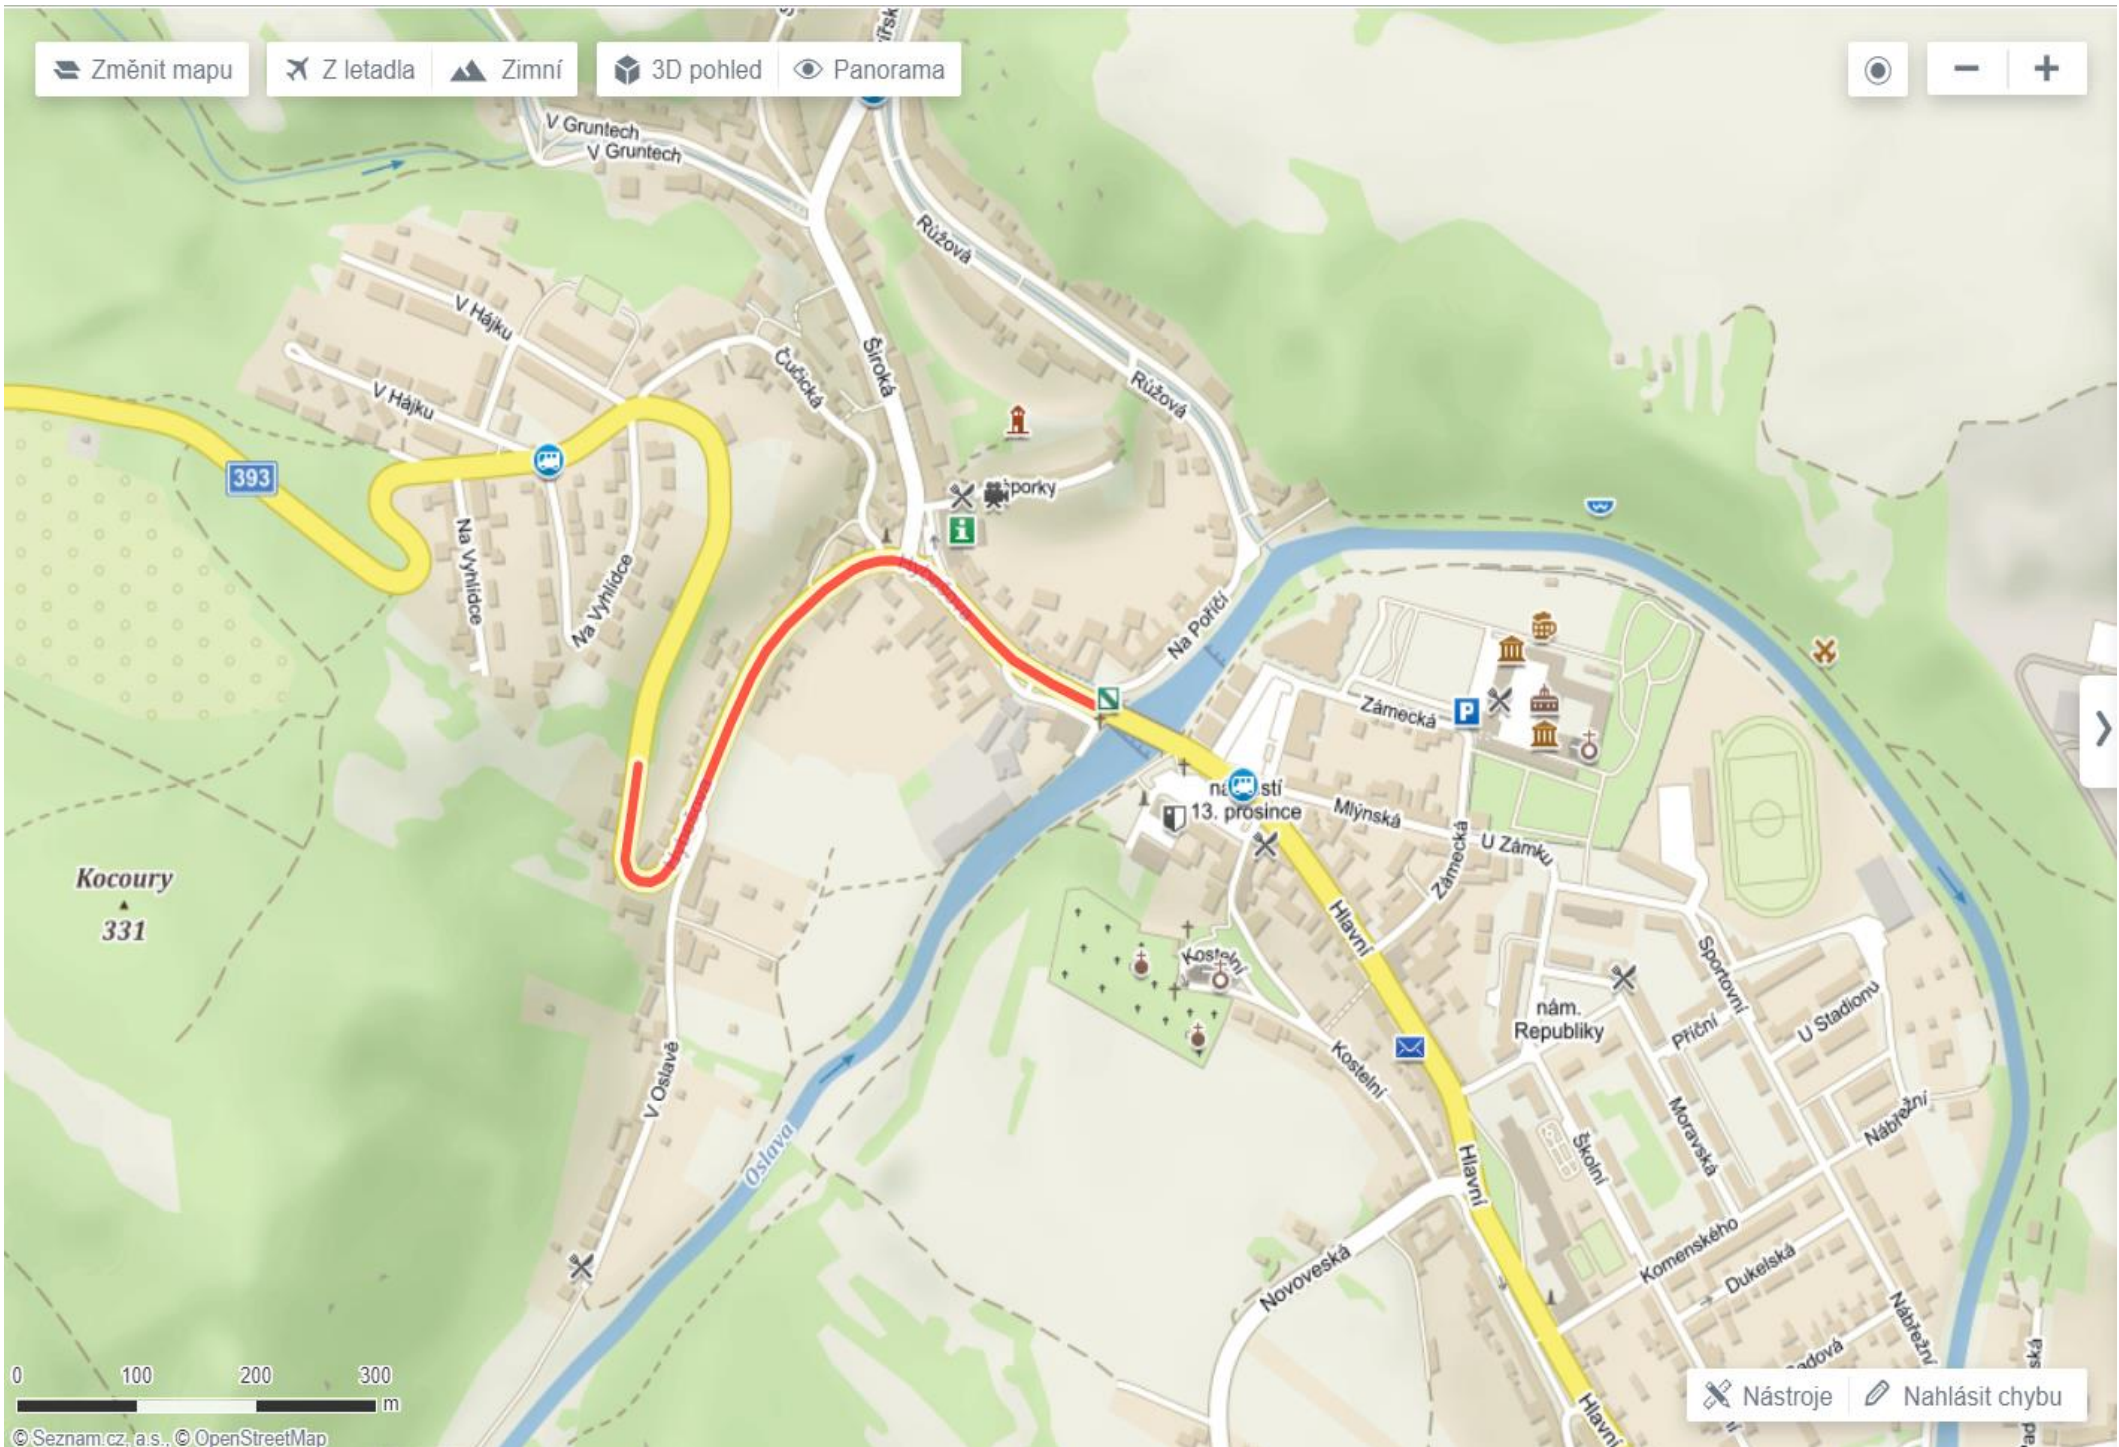 Změnit mapu
Z letadla
Zimní
3D pohled
Panorama
V Gruntech
V Gruntech
Růžová
V Hájku
Široká
Čučická
V Hájku
Růžová
393
Na Vyhlídce
Na Vyhlídce
Na Poříčí
Zámecká
P
13. prosince
Mlýnská
U Zámku
Zámecká
Kocoury
331
Hlavní
Kostelní
Sportovní
nám.
Republiky
Příční
U Stadionu
V Oslavě
Kostelní
Moravská
Nábřežní
Školní
Oslava
Hlavní
Komenského
Dukelská
Novoveská
Nábřežní
0 100 200 300
m
Nástroje
Nahlásit chybu
Hlavní
© Seznam.cz, a.s., © OpenStreetMap